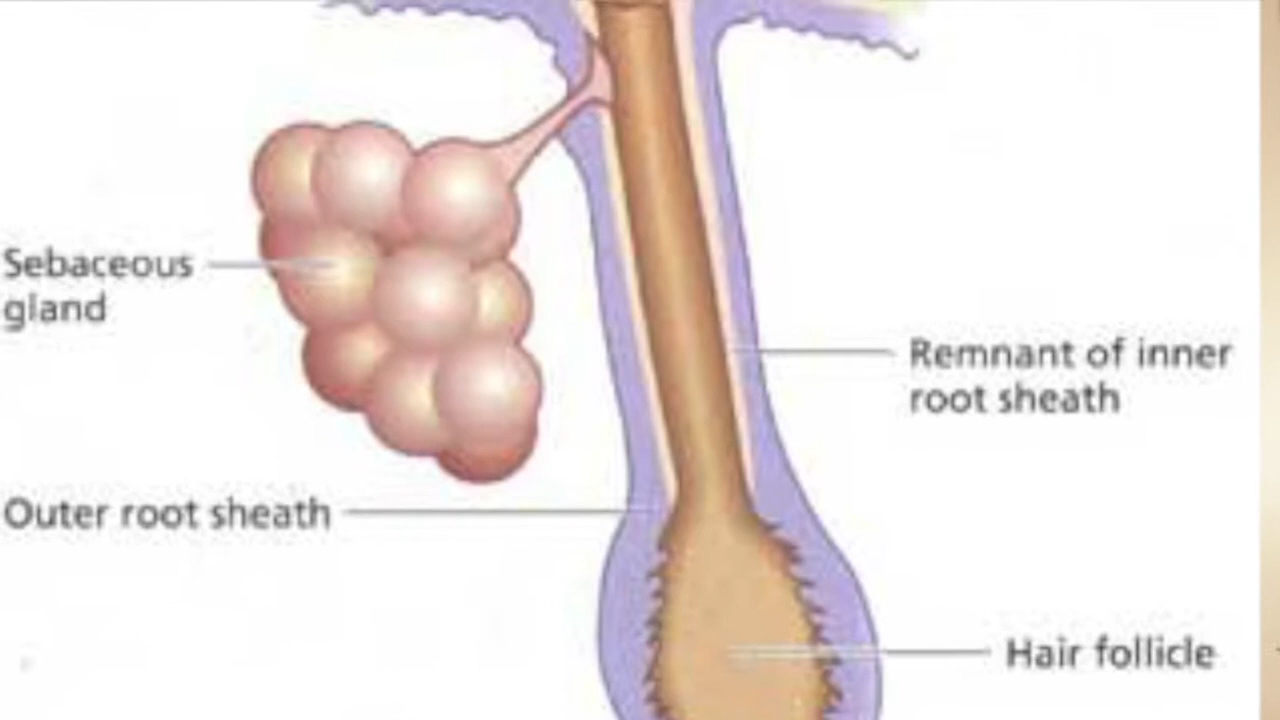 Sebaceous
gland
Remnant of inner
root sheath
Outer root sheath
Hair follicle